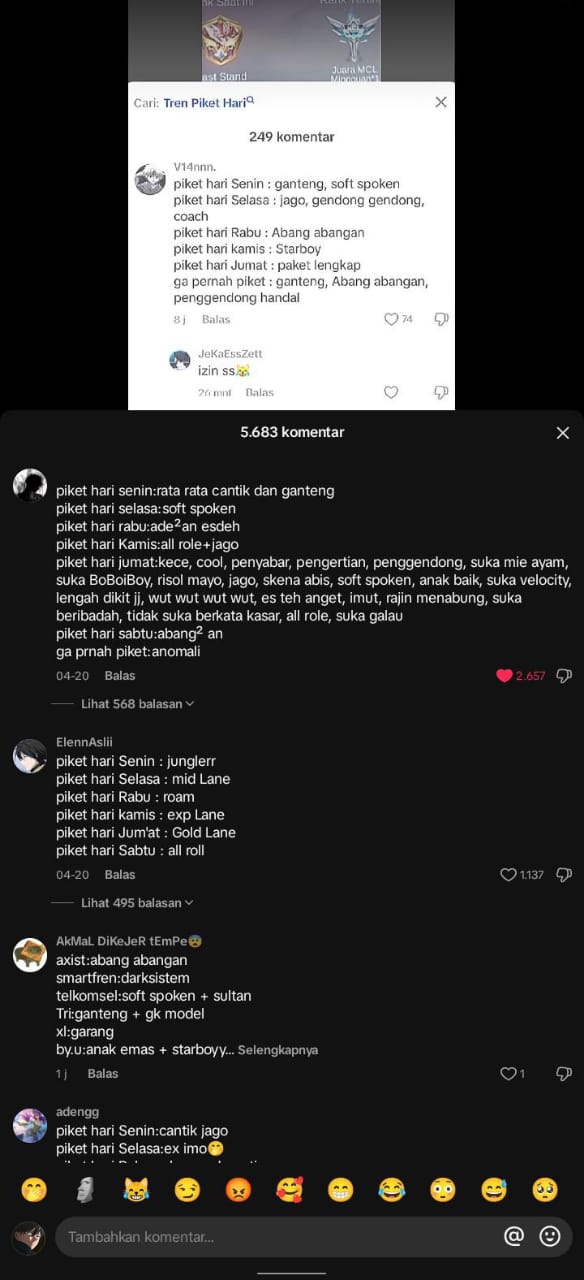 ast Stand
Juara MCL
Mingguan*1
Cari: Tren Piket Hari
249 komentar
V14nnn.
piket hari Senin : ganteng, soft spoken
piket hari Selasa : jago, gendong gendong,
coach
piket hari Rabu : Abang abangan
piket hari kamis : Starboy
piket hari Jumat : paket lengkap
ga pernah piket : ganteng, Abang abangan,
penggendong handal
8 j Balas 74
JeKaEssZett
izin ss😹
26 mnt Balas
5.683 komentar
piket hari senin:rata rata cantik dan ganteng
piket hari selasa:soft spoken
piket hari rabu:ade²an esdeh
piket hari Kamis:all role+jago
piket hari jumat:kece, cool, penyabar, pengertian, penggendong, suka mie ayam,
suka BoBoiBoy, risol mayo, jago, skena abis, soft spoken, anak baik, suka velocity,
lengah dikit jj, wut wut wut wut, es teh anget, imut, rajin menabung, suka
beribadah, tidak suka berkata kasar, all role, suka galau
piket hari sabtu:abang² an
ga prnah piket:anomali
04-20 Balas 2.657
Lihat 568 balasan
ElennAslii
piket hari Senin : junglerr
piket hari Selasa : mid Lane
piket hari Rabu : roam
piket hari kamis : exp Lane
piket hari Jum'at : Gold Lane
piket hari Sabtu : all roll
04-20 Balas 1.137
Lihat 495 balasan
AkMaL DiKeJeR tEmPe😨
axist:abang abangan
smartfren:darksistem
telkomsel:soft spoken + sultan
Tri:ganteng + gk model
xl:garang
by.u:anak emas + starboyy... Selengkapnya
1 j Balas 1
adengg
piket hari Senin:cantik jago
piket hari Selasa:ex imo🤭
Tambahkan komentar...